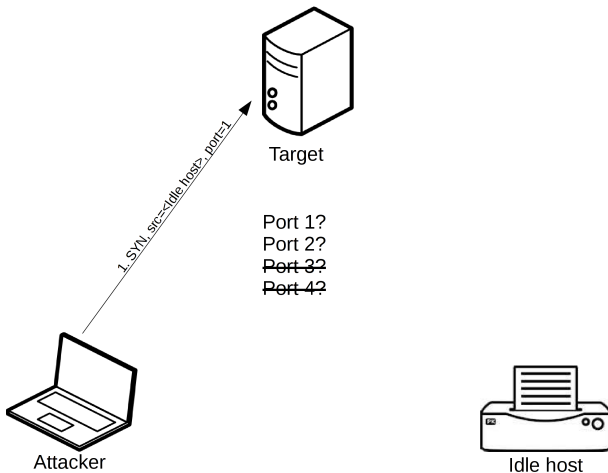 Target
1. SYN, src=<Idle host>, port=1
Port 1?
Port 2?
Port 3?
Port 4?
Attacker
Idle host